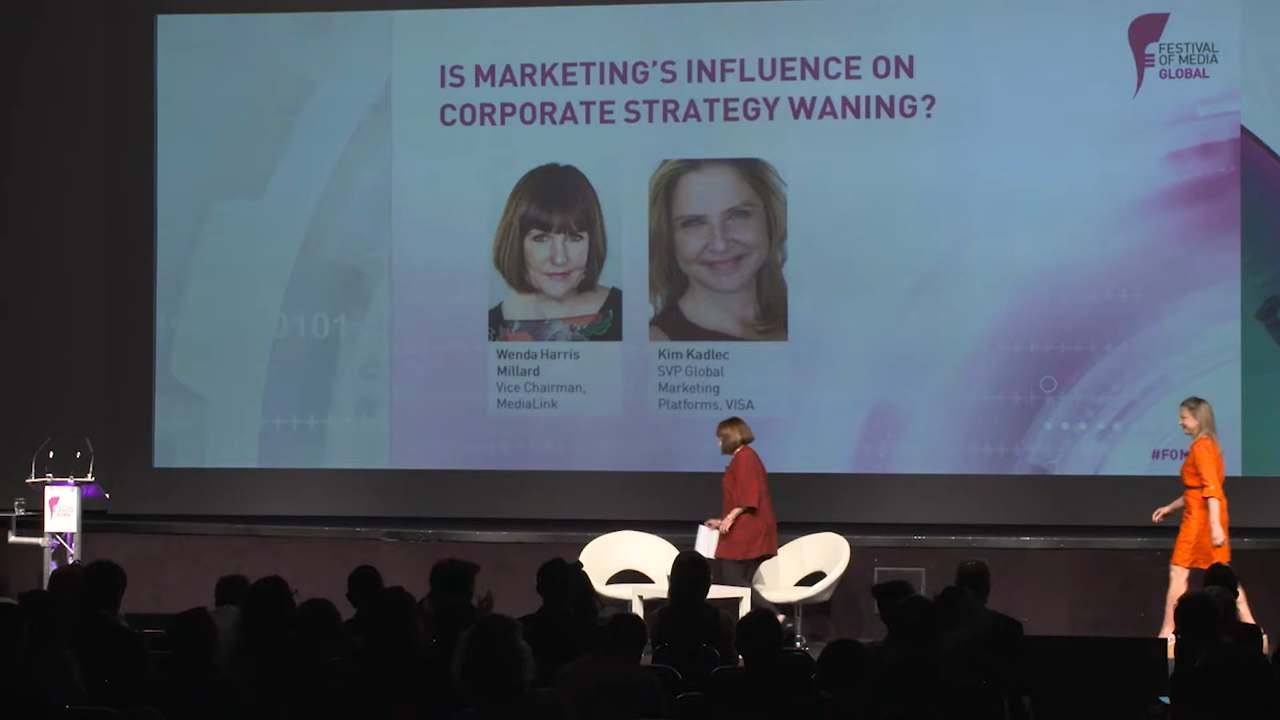 IS MARKETING'S INFLUENCE ON
CORPORATE STRATEGY WANING?
FESTIVAL
OF MEDIA
GLOBAL
0101
Wenda Harris
Millard
Vice Chairman,
MediaLink
Kim Kadlec
SVP Global
Marketing
Platforms, VISA